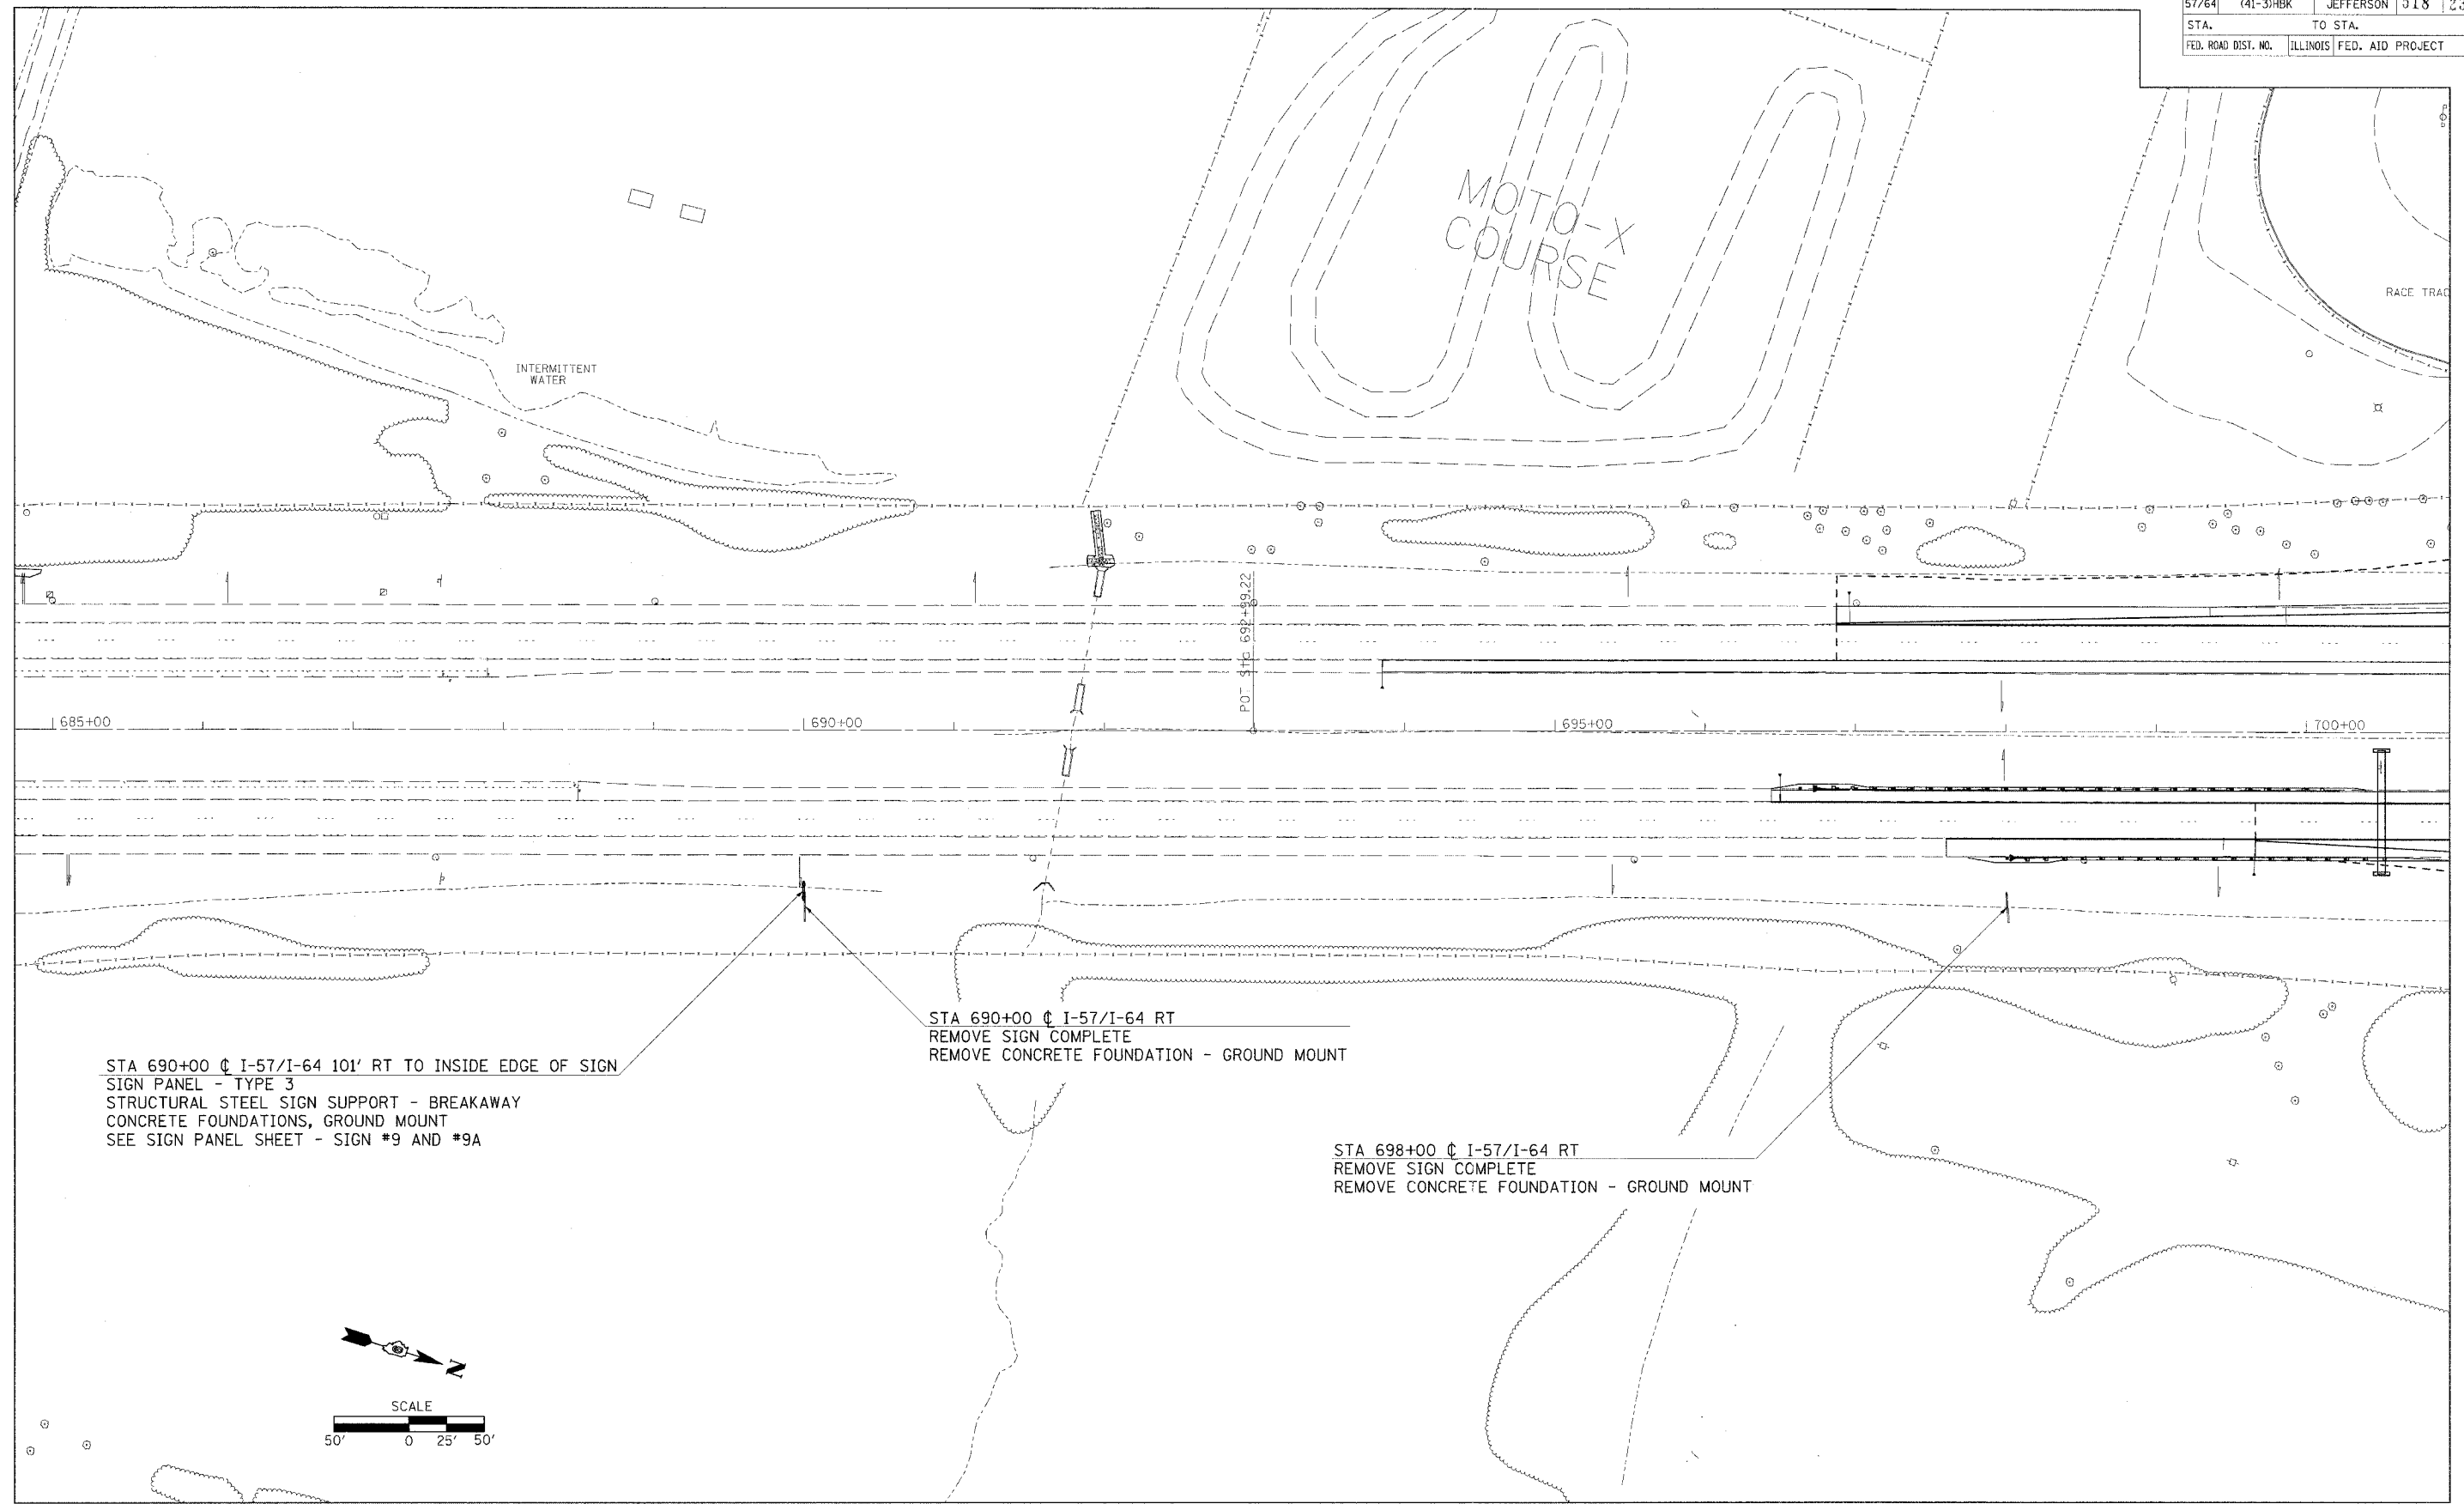 57/64 (41-3)HBK JEFFERSON 518
STA. TO STA.
FED. ROAD DIST. NO. ILLINOIS FED. AID PROJECT
MOTO-X
COURSE
RACE TRAC
INTERMITTENT
WATER
POT Sta 692+99.22
685+00
690+00
695+00
700+00
STA 690+00 ℄ I-57/I-64 RT
REMOVE SIGN COMPLETE
REMOVE CONCRETE FOUNDATION - GROUND MOUNT
STA 690+00 ℄ I-57/I-64 101' RT TO INSIDE EDGE OF SIGN
SIGN PANEL - TYPE 3
STRUCTURAL STEEL SIGN SUPPORT - BREAKAWAY
CONCRETE FOUNDATIONS, GROUND MOUNT
SEE SIGN PANEL SHEET - SIGN #9 AND #9A
STA 698+00 ℄ I-57/I-64 RT
REMOVE SIGN COMPLETE
REMOVE CONCRETE FOUNDATION - GROUND MOUNT
N
SCALE
50' 0 25' 50'